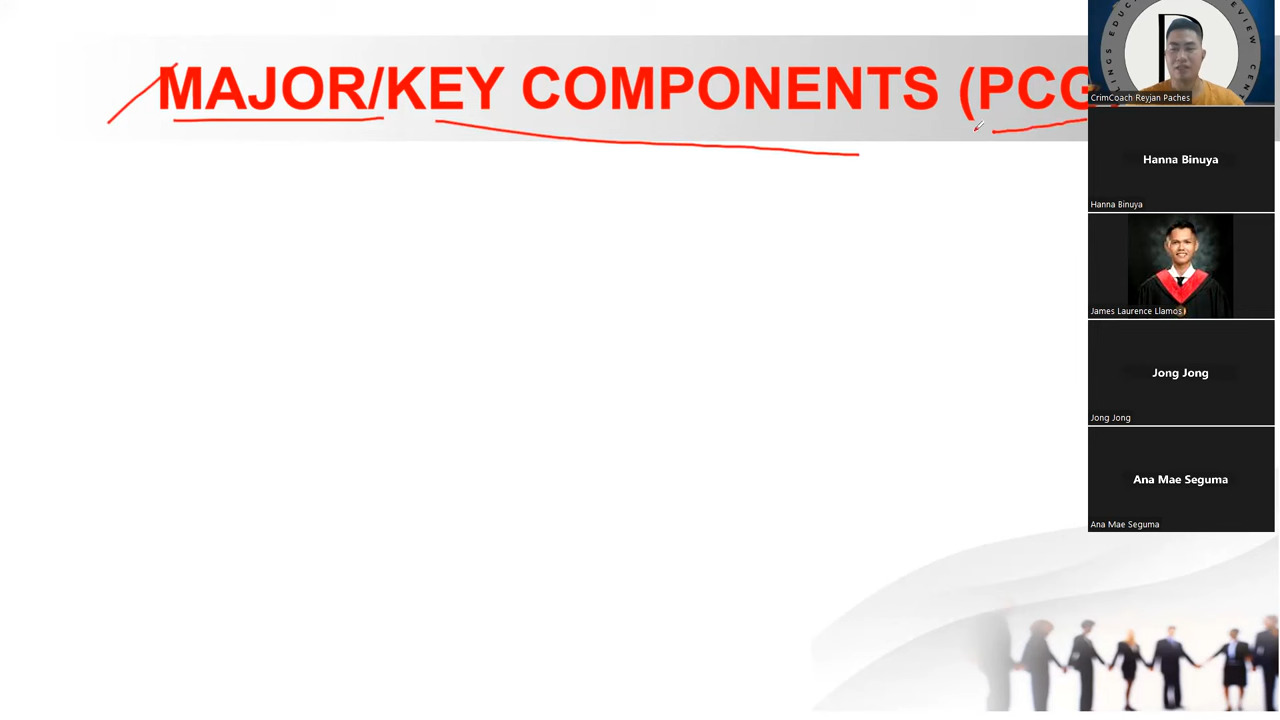 MAJOR/KEY COMPONENTS (PCG
CrimCoach Reyjan Paches
Hanna Binuya
Hanna Binuya
James Laurence Llamos
Jong Jong
Jong Jong
Ana Mae Seguma
Ana Mae Seguma